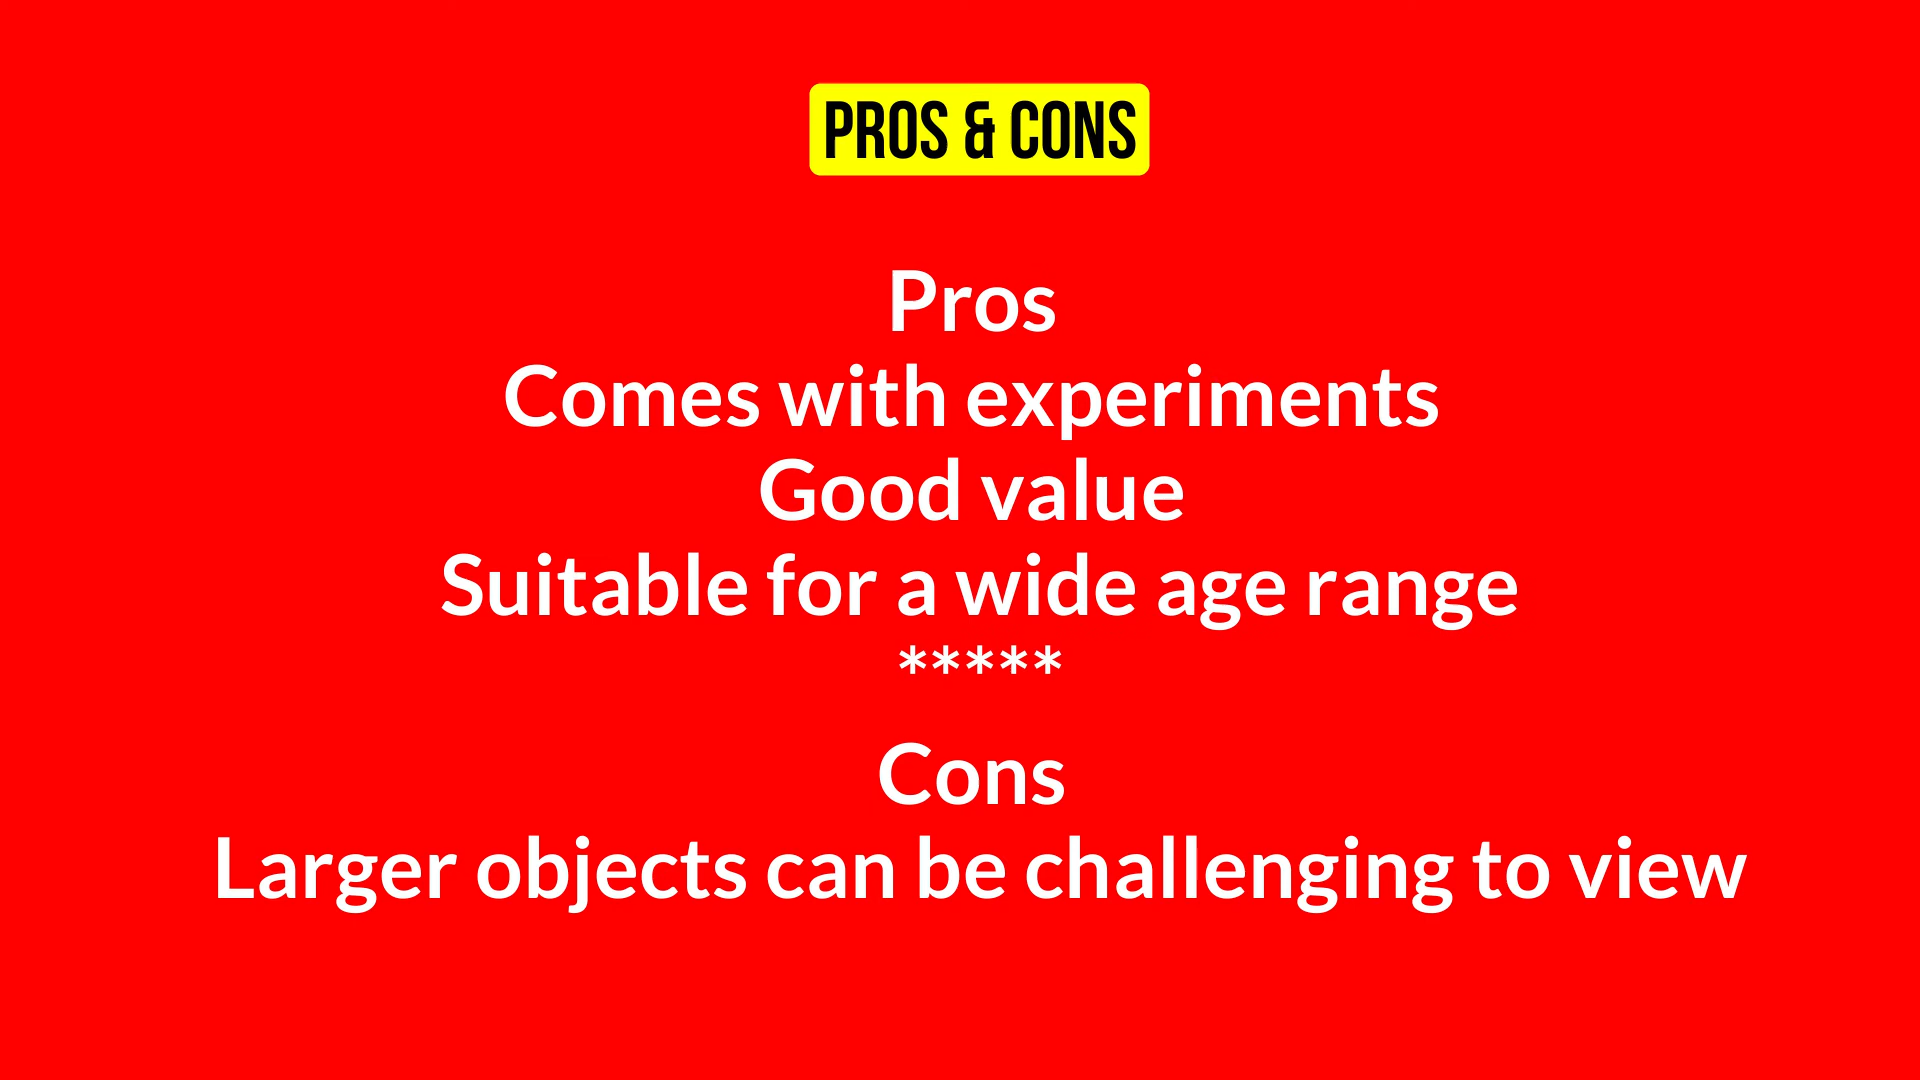 PROS & CONS
Pros
Comes with experiments
Good value
Suitable for a wide age range
*****
Cons
Larger objects can be challenging to view